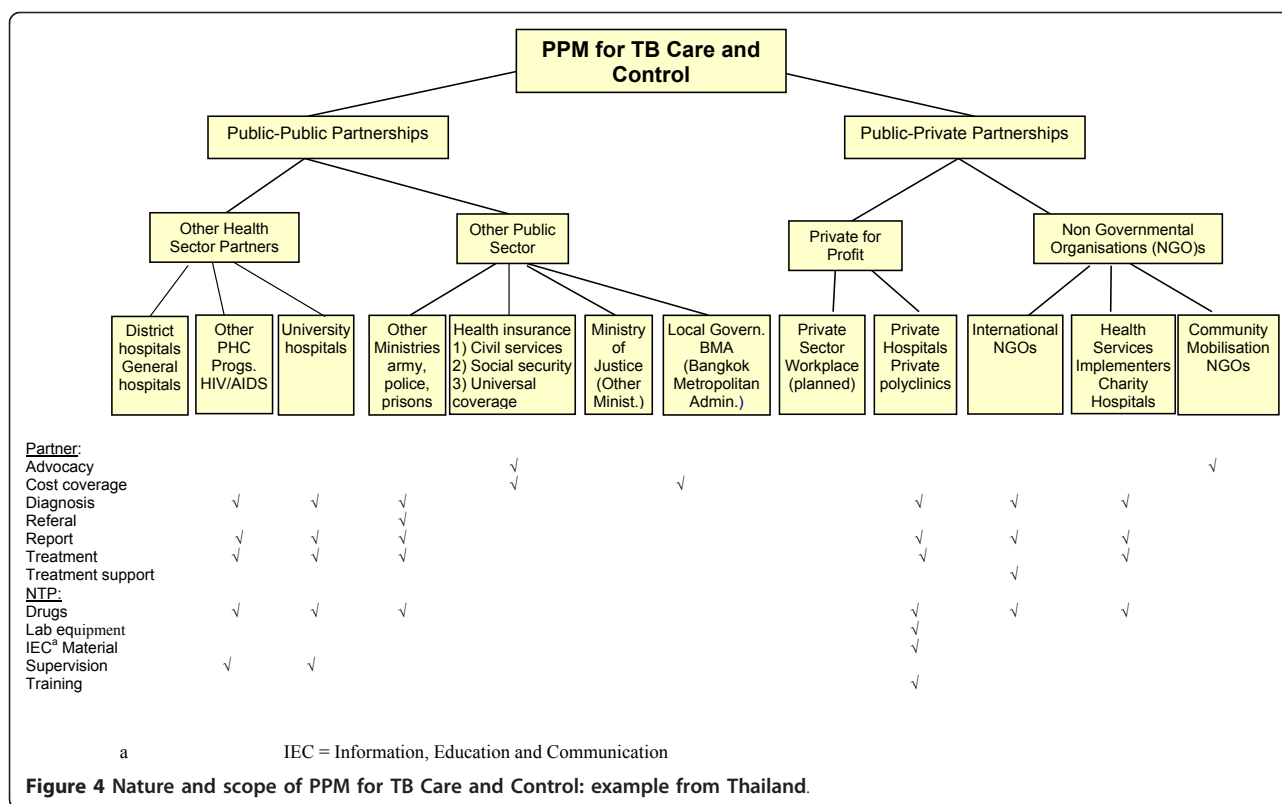 PPM for TB Care and
Control
Public-Public Partnerships
Public-Private Partnerships
Other Health
Sector Partners
Other Public
Sector
Private for
Profit
Non Governmental
Organisations (NGO)s
District
hospitals
General
hospitals
Other
PHC
Progs.
HIV/AIDS
University
hospitals
Other
Ministries
army,
police,
prisons
Health insurance
1) Civil services
2) Social security
3) Universal
coverage
Ministry
of
Justice
(Other
Minist.)
Local Govern.
BMA
(Bangkok
Metropolitan
Admin.)
Private
Sector
Workplace
(planned)
Private
Hospitals
Private
polyclinics
International
NGOs
Health
Services
Implementers
Charity
Hospitals
Community
Mobilisation
NGOs
Partner:
Advocacy √ √
Cost coverage √ √
Diagnosis √ √ √ √ √ √
Referal √
Report √ √ √ √ √ √
Treatment √ √ √ √ √
Treatment support √
NTP:
Drugs √ √ √ √ √ √
Lab equipment √
IECa Material √
Supervision √ √
Training √
a IEC = Information, Education and Communication
Figure 4 Nature and scope of PPM for TB Care and Control: example from Thailand.